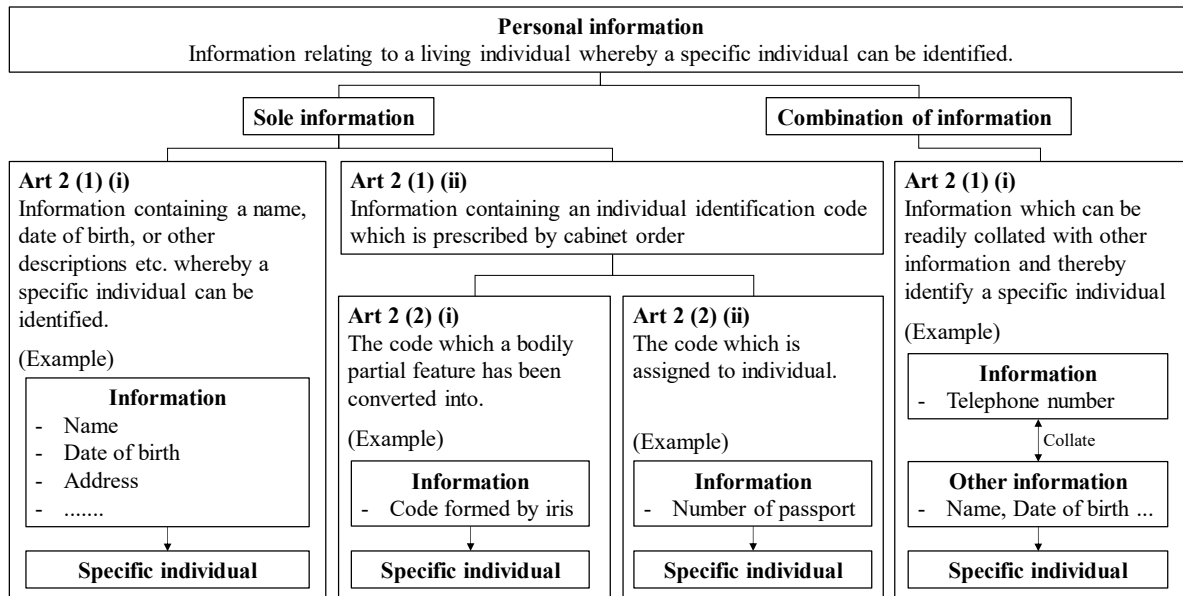 Personal information
Information relating to a living individual whereby a specific individual can be identified.
Sole information
Combination of information
Art 2 (1) (i)
Information containing a name,
date of birth, or other
descriptions etc. whereby a
specific individual can be
identified.
(Example)
Information
- Name
- Date of birth
- Address
- .......
Specific individual
Art 2 (1) (ii)
Information containing an individual identification code
which is prescribed by cabinet order
Art 2 (2) (i)
The code which a bodily
partial feature has been
converted into.
(Example)
Information
- Code formed by iris
Specific individual
Art 2 (2) (ii)
The code which is
assigned to individual.
(Example)
Information
- Number of passport
Specific individual
Art 2 (1) (i)
Information which can be
readily collated with other
information and thereby
identify a specific individual
(Example)
Information
- Telephone number
Collate
Other information
- Name, Date of birth ...
Specific individual